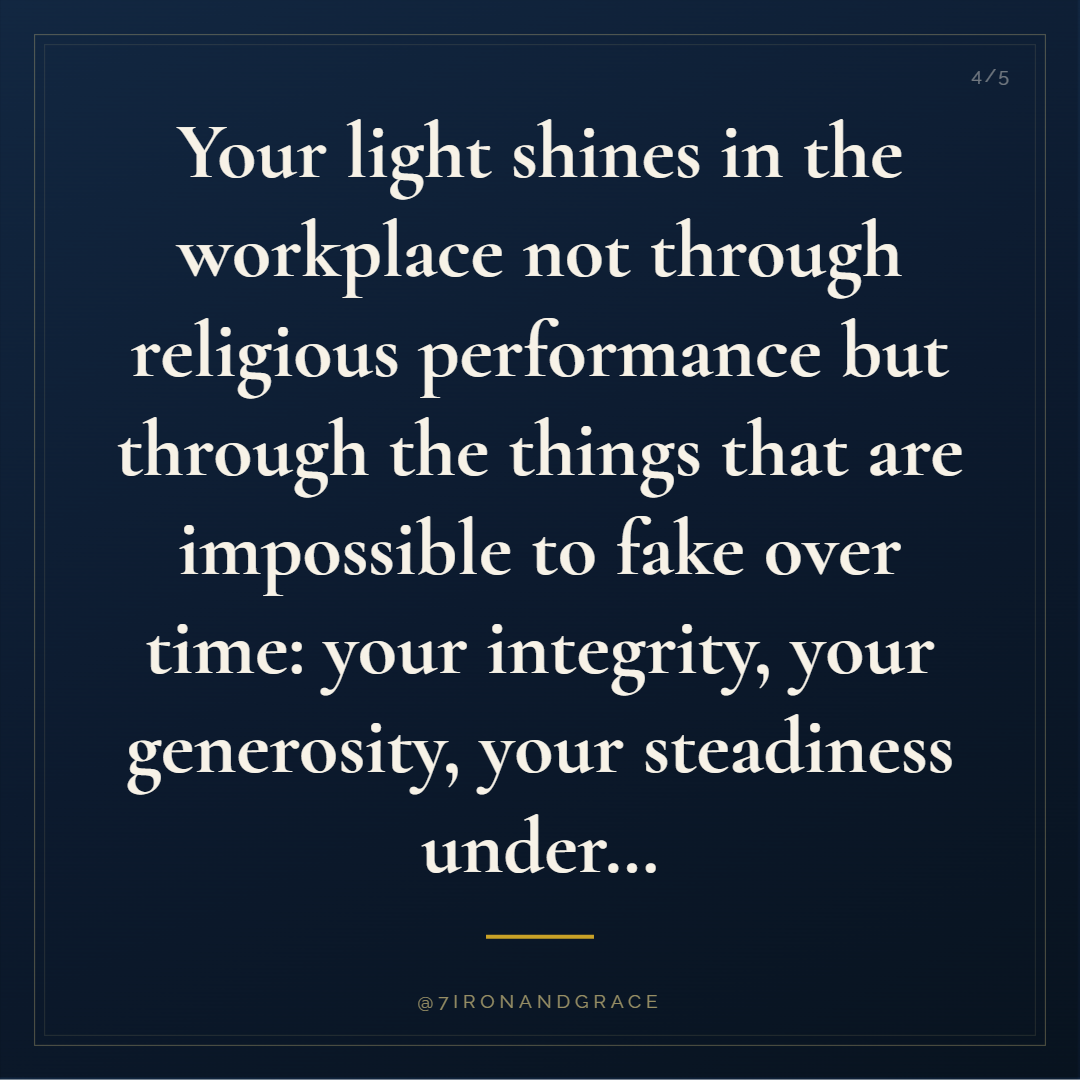 4/5
Your light shines in the
workplace not through
religious performance but
through the things that are
impossible to fake over
time: your integrity, your
generosity, your steadiness
under...
@7IRONANDGRACE